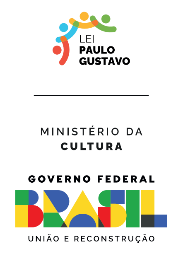 LEI
PAULO
GUSTAVO
MINISTÉRIO DA
CULTURA
GOVERNO FEDERAL
BRASIL
UNIÃO E RECONSTRUÇÃO